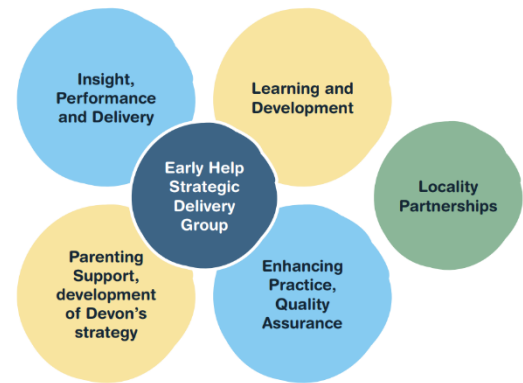 Insight,
Performance
and Delivery
Learning and
Development
Early Help
Strategic
Delivery
Group
Locality
Partnerships
Parenting
Support,
development
of Devon's
strategy
Enhancing
Practice,
Quality
Assurance